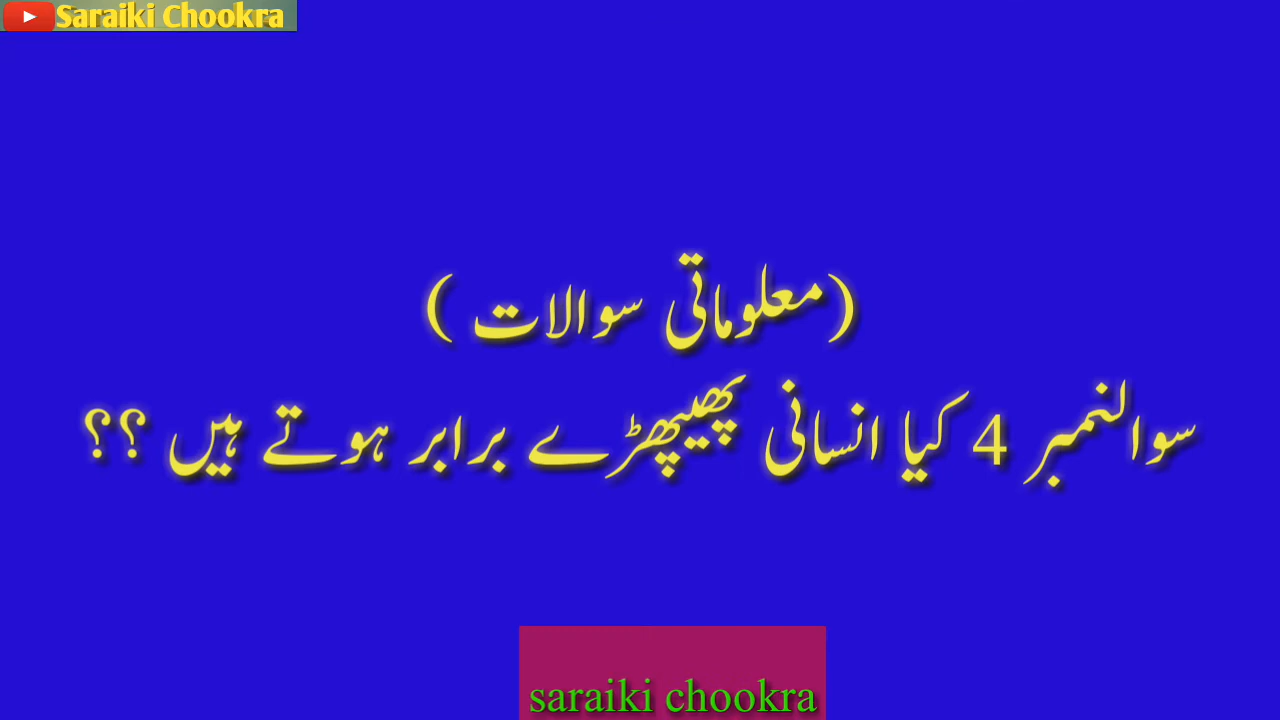 Saraiki Chookra
(معلوماتی سوالات )
سوالنمبر 4 کیا انسانی پھیپھڑے برابر ہوتے ہیں ؟؟
saraiki chookra